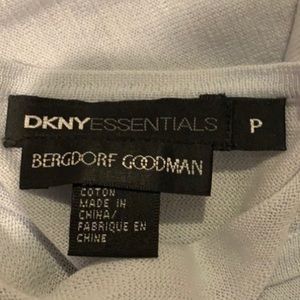 DKNYESSENTIALS
P
BERGDORF GOODMAN
COTON
MADE IN
CHINA/
FABRIQUE EN
CHINE